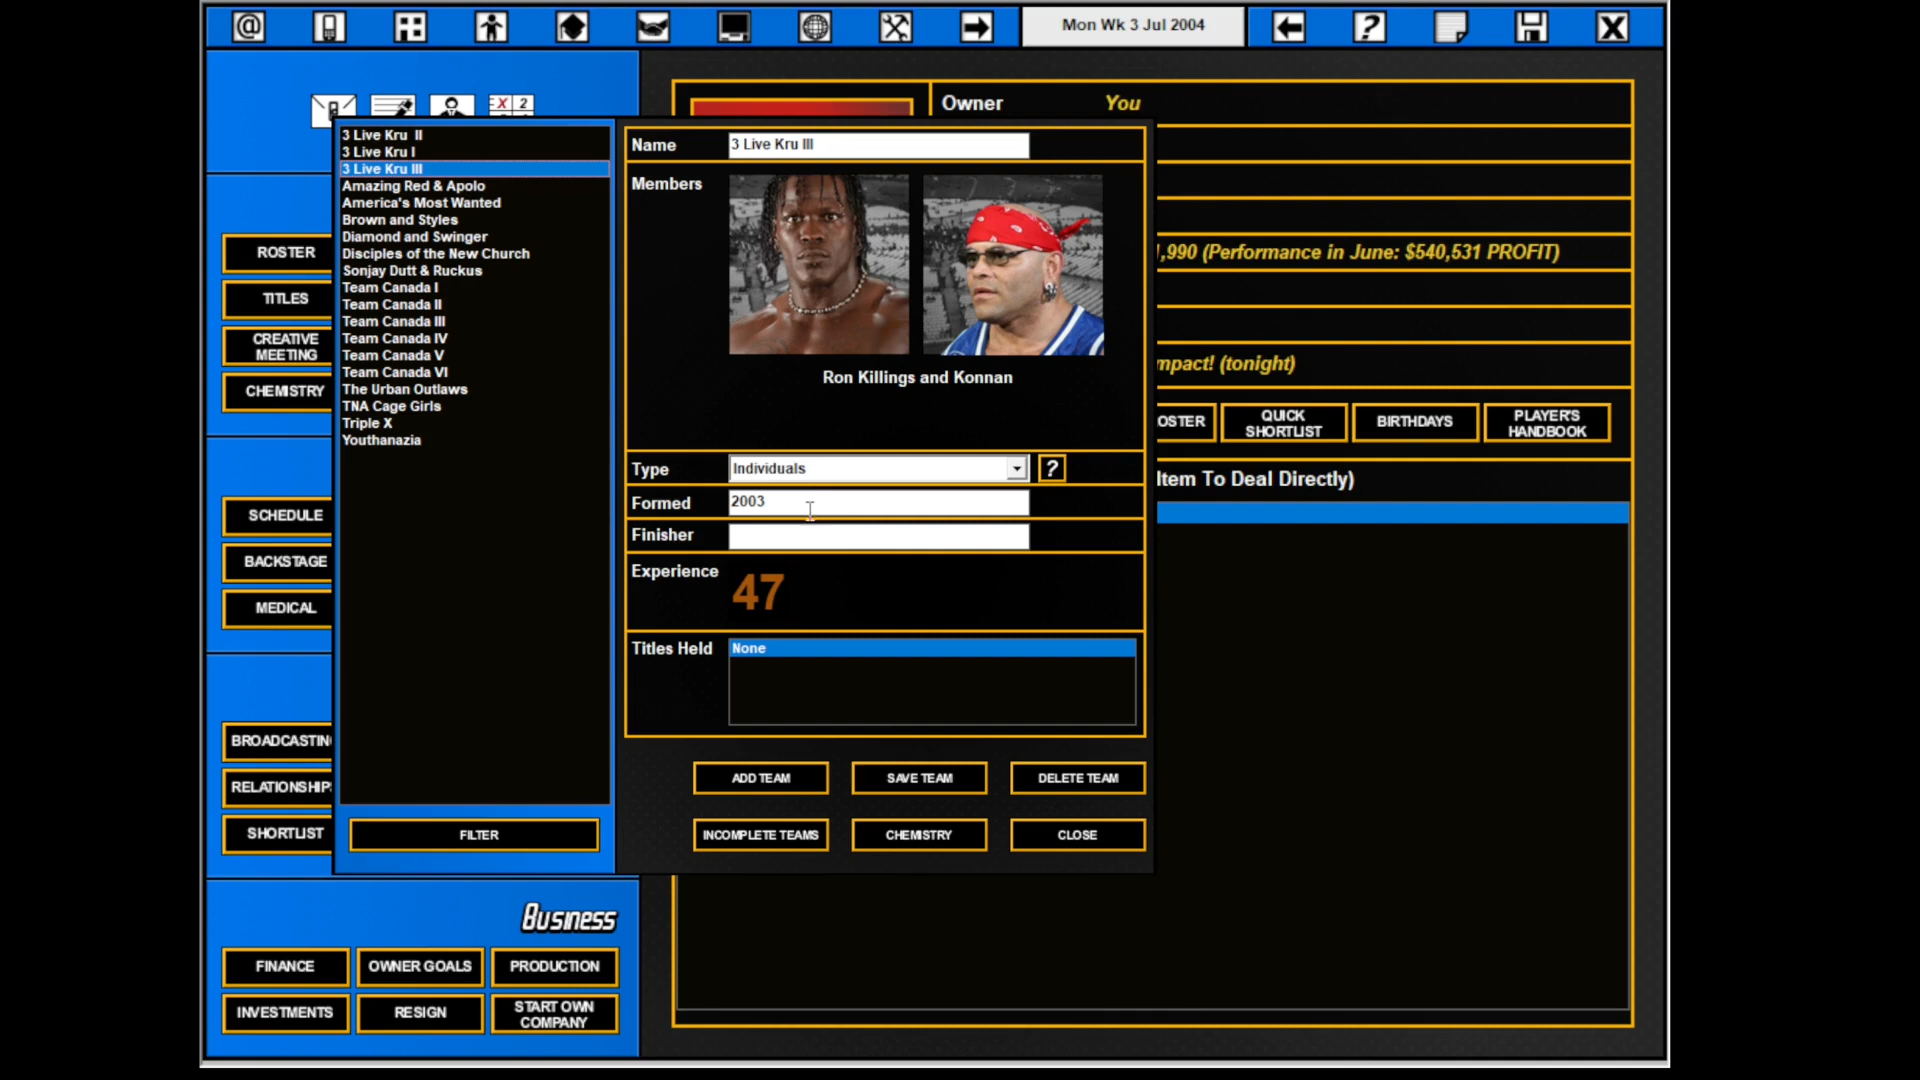 @
Mon Wk 3 Jul 2004
?
X
X 2
Owner
You
3 Live Kru II
3 Live Kru I
3 Live Kru III
Amazing Red & Apolo
America's Most Wanted
Brown and Styles
Diamond and Swinger
Disciples of the New Church
Sonjay Dutt & Ruckus
Team Canada I
Team Canada II
Team Canada III
Team Canada IV
Team Canada V
Team Canada VI
The Urban Outlaws
TNA Cage Girls
Triple X
Youthanazia
FILTER
Name
3 Live Kru III
Members
Ron Killings and Konnan
Type
Individuals
?
Formed
2003
Finisher
Experience
47
Titles Held
None
ADD TEAM
SAVE TEAM
DELETE TEAM
INCOMPLETE TEAMS
CHEMISTRY
CLOSE
,990 (Performance in June: $540,531 PROFIT)
mpact! (tonight)
OSTER
QUICK
SHORTLIST
BIRTHDAYS
PLAYER'S
HANDBOOK
Item To Deal Directly)
ROSTER
TITLES
CREATIVE
MEETING
CHEMISTRY
SCHEDULE
BACKSTAGE
MEDICAL
BROADCASTIN
RELATIONSHIP
SHORTLIST
Business
FINANCE
OWNER GOALS
PRODUCTION
INVESTMENTS
RESIGN
START OWN
COMPANY